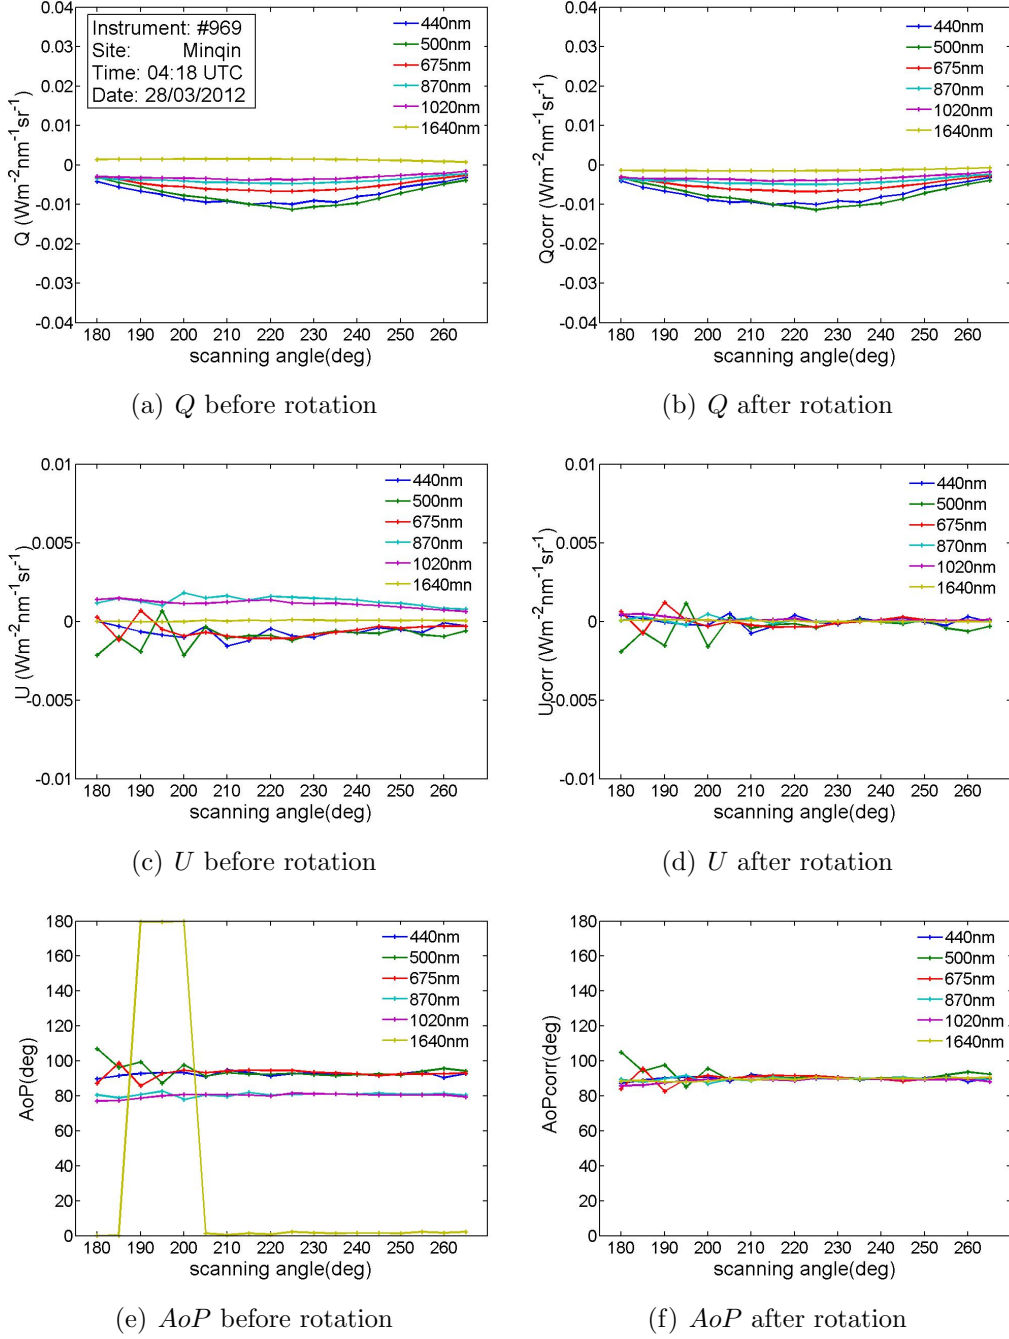 0.04
0.03
0.02
0.01
0
-0.01
-0.02
-0.03
-0.04
Q (Wm-2nm-1sr-1)
Instrument: #969
Site: Minqin
Time: 04:18 UTC
Date: 28/03/2012
440nm
500nm
675nm
870nm
1020nm
1640nm
180 190 200 210 220 230 240 250 260
scanning angle(deg)
(a) Q before rotation
0.04
0.03
0.02
0.01
0
-0.01
-0.02
-0.03
-0.04
Qcorr (Wm-2nm-1sr-1)
440nm
500nm
675nm
870nm
1020nm
1640nm
180 190 200 210 220 230 240 250 260
scanning angle(deg)
(b) Q after rotation
0.01
0.005
0
-0.005
-0.01
U (Wm-2nm-1sr-1)
440nm
500nm
675nm
870nm
1020nm
1640mn
180 190 200 210 220 230 240 250 260
scanning angle(deg)
(c) U before rotation
0.01
0.005
0
-0.005
-0.01
Ucorr (Wm-2nm-1sr-1)
440nm
500nm
675nm
870nm
1020nm
1640nm
180 190 200 210 220 230 240 250 260
scanning angle(deg)
(d) U after rotation
180
160
140
120
100
80
60
40
20
0
AoP(deg)
440nm
500nm
675nm
870nm
1020nm
1640nm
180 190 200 210 220 230 240 250 260
scanning angle(deg)
(e) AoP before rotation
180
160
140
120
100
80
60
40
20
0
AoPcorr(deg)
440nm
500nm
675nm
870nm
1020nm
1640nm
180 190 200 210 220 230 240 250 260
scanning angle(deg)
(f) AoP after rotation